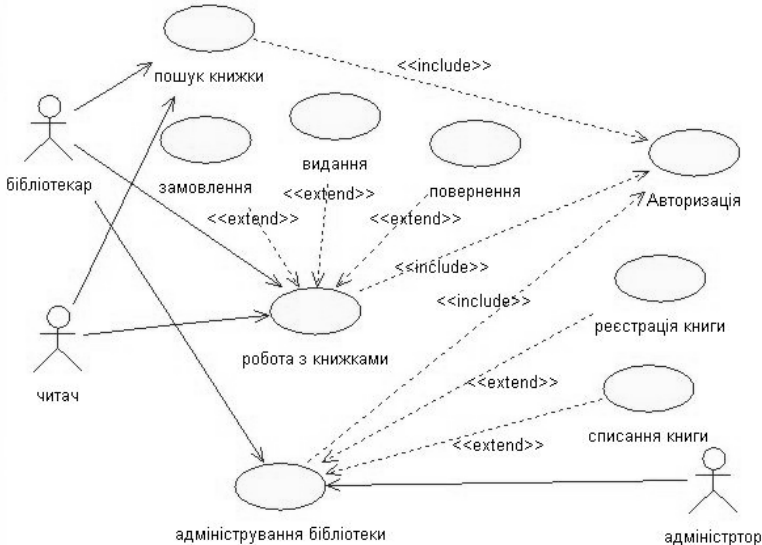 <<include>>
пошук книжки
бібліотекар
замовлення
видання
повернення
<<extend>>
<<extend>>
<<extend>>
Авторизація
<<include>>
<<include>>
реєстрація книги
робота з книжками
читач
<<extend>>
списання книги
<<extend>>
адміністрування бібліотеки
адміністртор